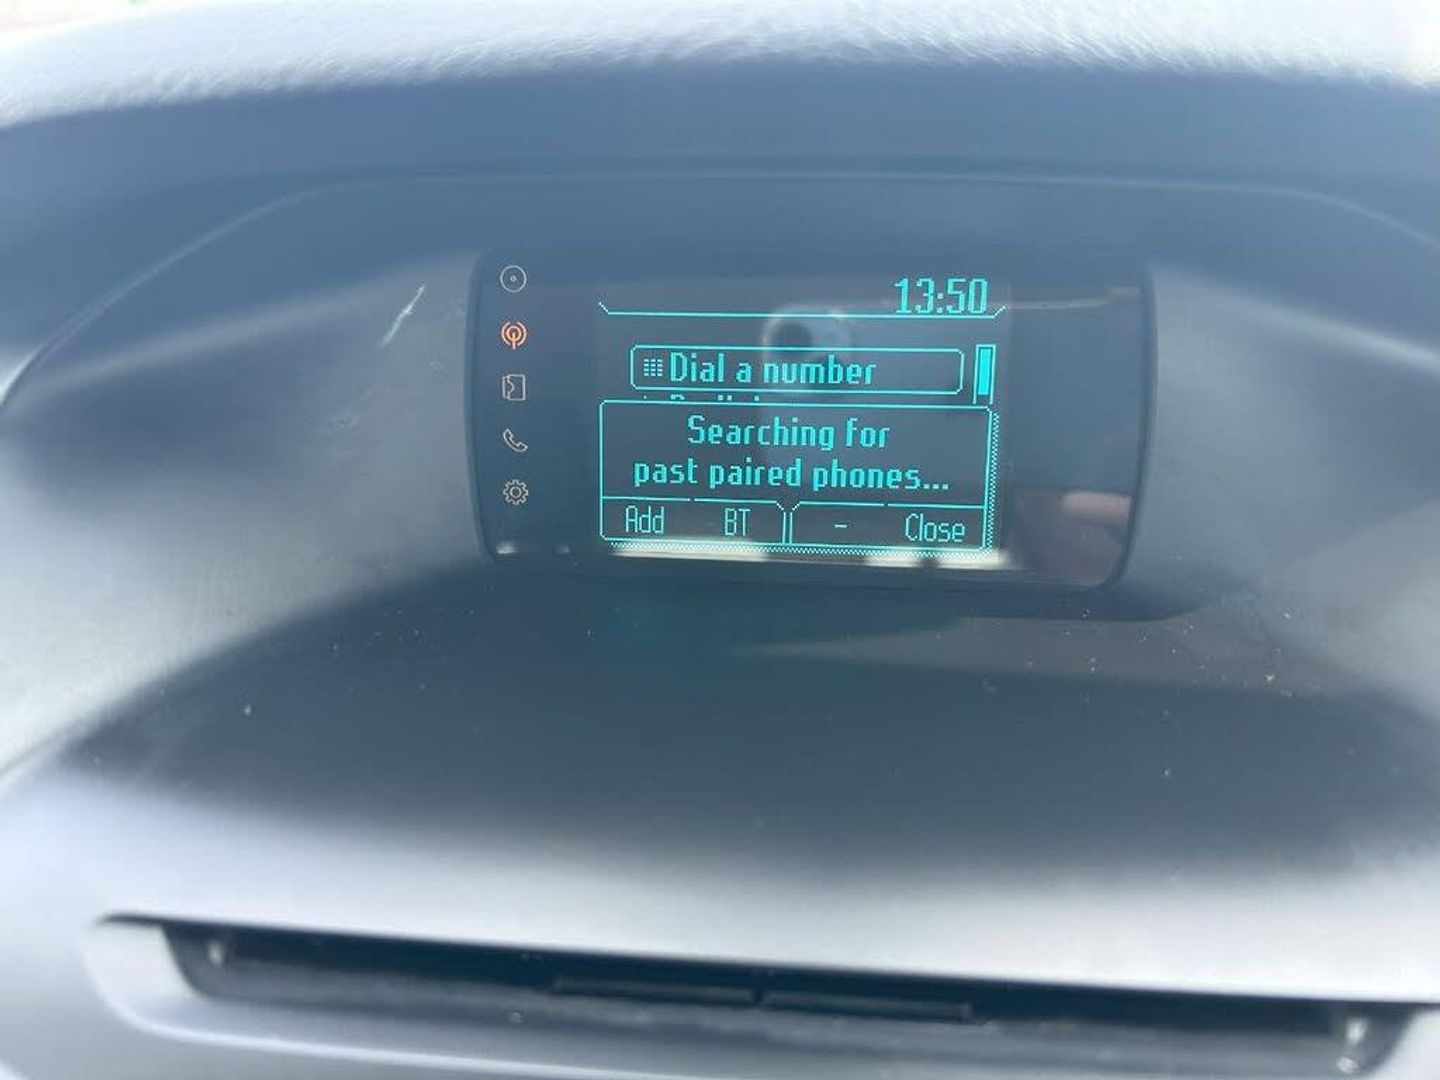 13:50
Dial a number
Searching for
past paired phones...
Add BT - Close